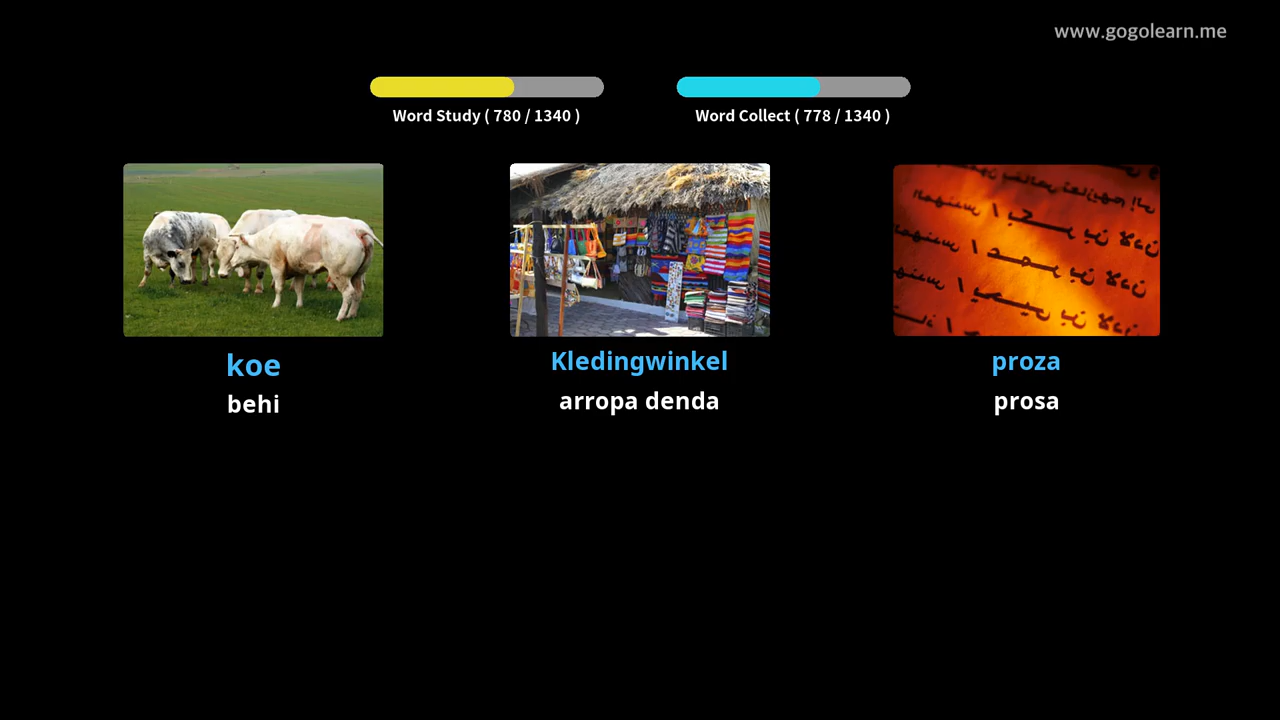 www.gogolearn.me
Word Study ( 780 / 1340 )
Word Collect ( 778 / 1340 )
koe
behi
Kledingwinkel
arropa denda
proza
prosa